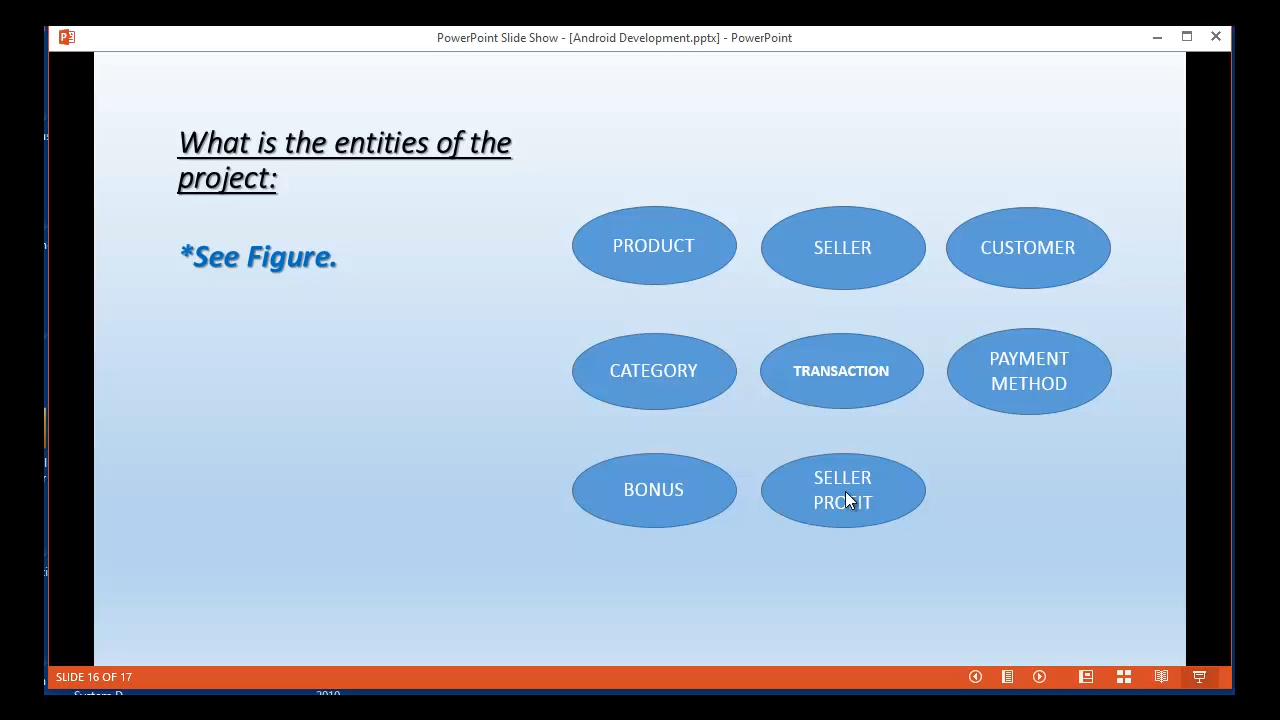 PowerPoint Slide Show - [Android Development.pptx] - PowerPoint
What is the entities of the
project:
*See Figure.
PRODUCT
SELLER
CUSTOMER
CATEGORY
TRANSACTION
PAYMENT
METHOD
BONUS
SELLER
PROFIT
SLIDE 16 OF 17